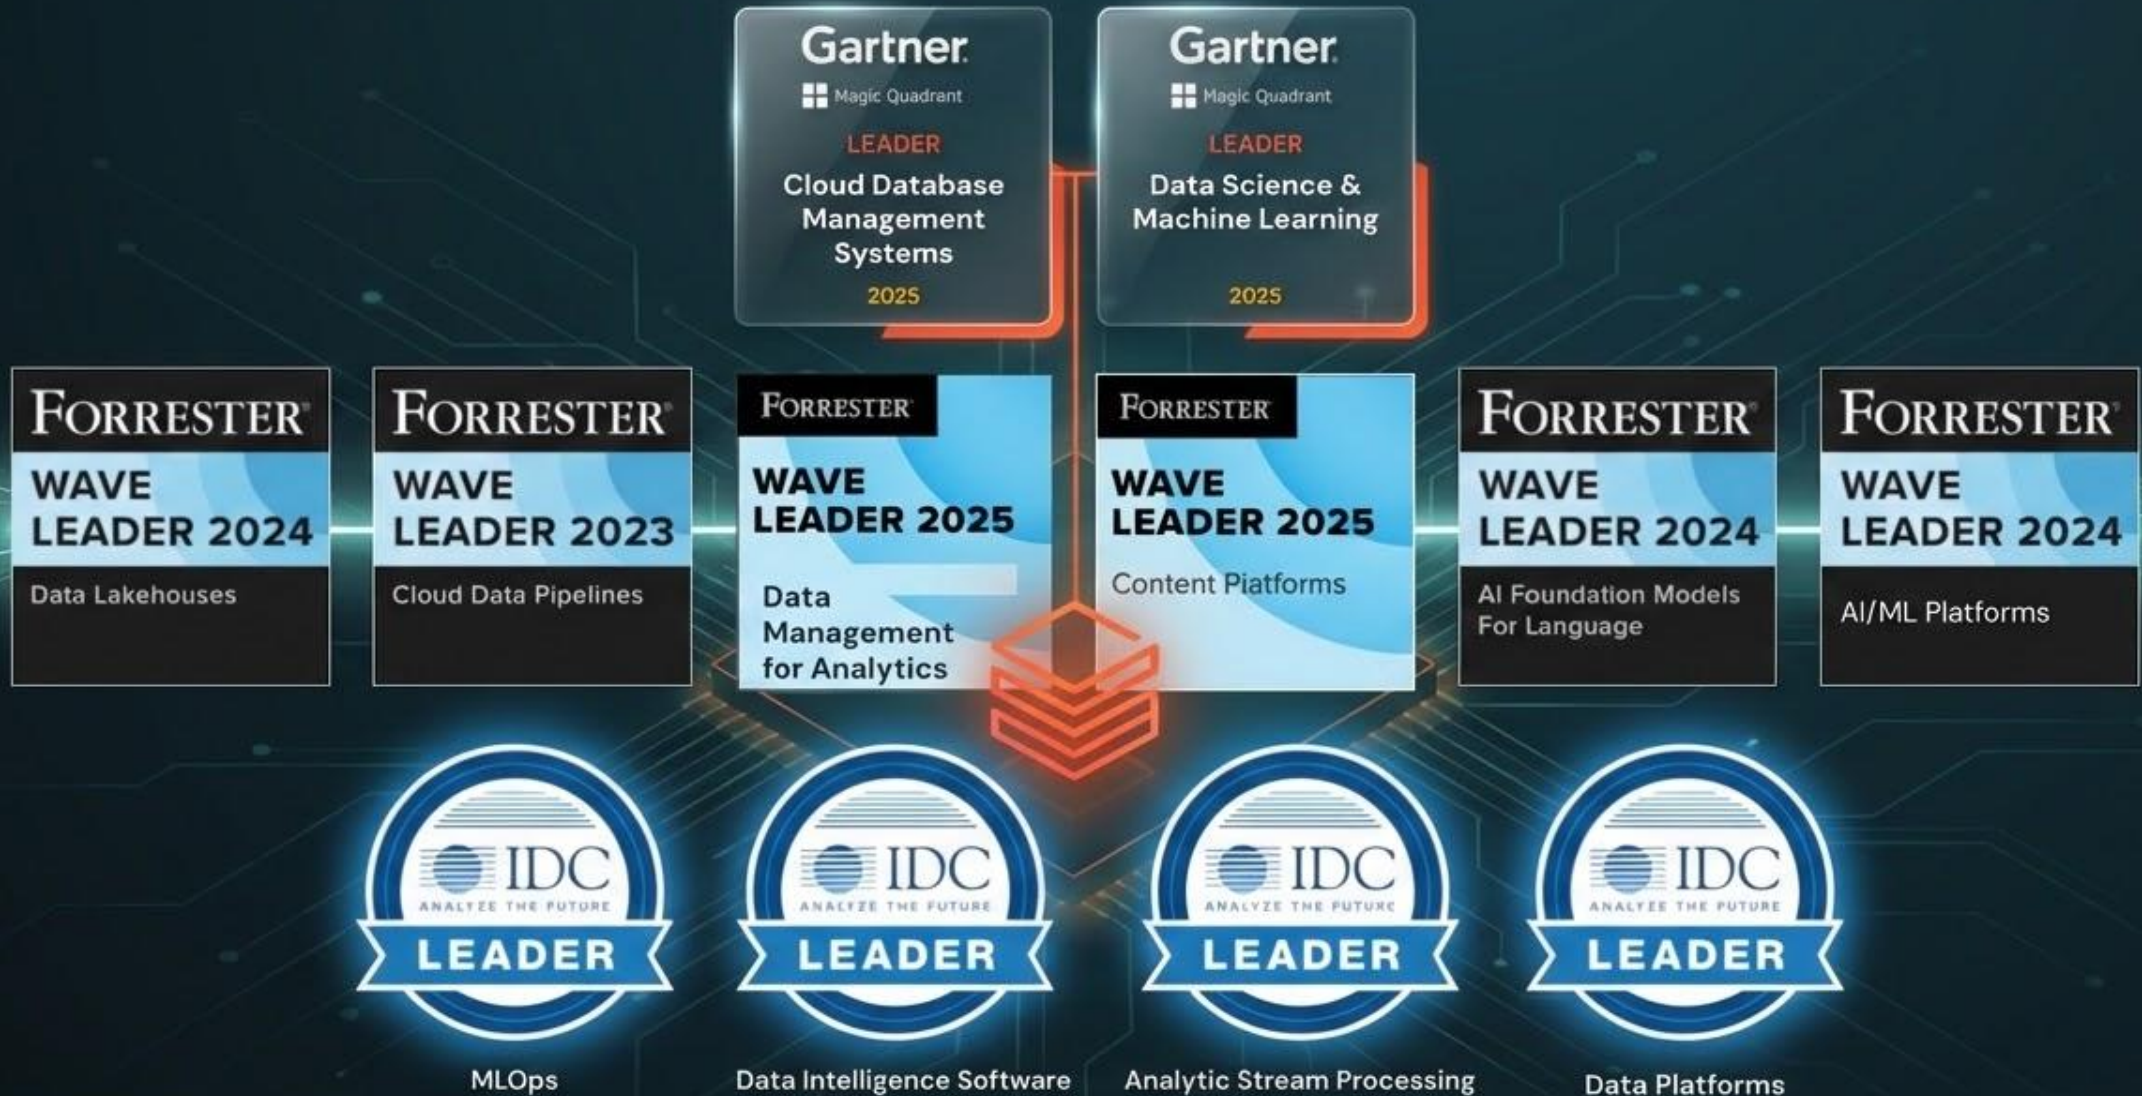 Gartner
Magic Quadrant
LEADER
Cloud Database
Management
Systems
2025
Gartner
Magic Quadrant
LEADER
Data Science &
Machine Learning
2025
FORRESTER
WAVE
LEADER 2024
Data Lakehouses
FORRESTER
WAVE
LEADER 2023
Cloud Data Pipelines
FORRESTER
WAVE
LEADER 2025
Data
Management
for Analytics
FORRESTER
WAVE
LEADER 2025
Content Piatforms
FORRESTER
WAVE
LEADER 2024
AI Foundation Models
For Language
FORRESTER
WAVE
LEADER 2024
AI/ML Platforms
IDC
ANALYZE THE FUTURE
LEADER
MLOps
IDC
ANALYZE THE FUTURE
LEADER
Data Intelligence Software
IDC
ANALYZE THE FUTURE
LEADER
Analytic Stream Processing
IDC
ANALYZE THE FUTURE
LEADER
Data Platforms